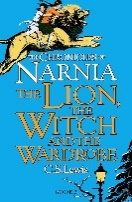 THE CHRONICLES OF
NARNIA
THE LION,
THE
WITCH
AND THE
WARDROBE
C.S. Lewis